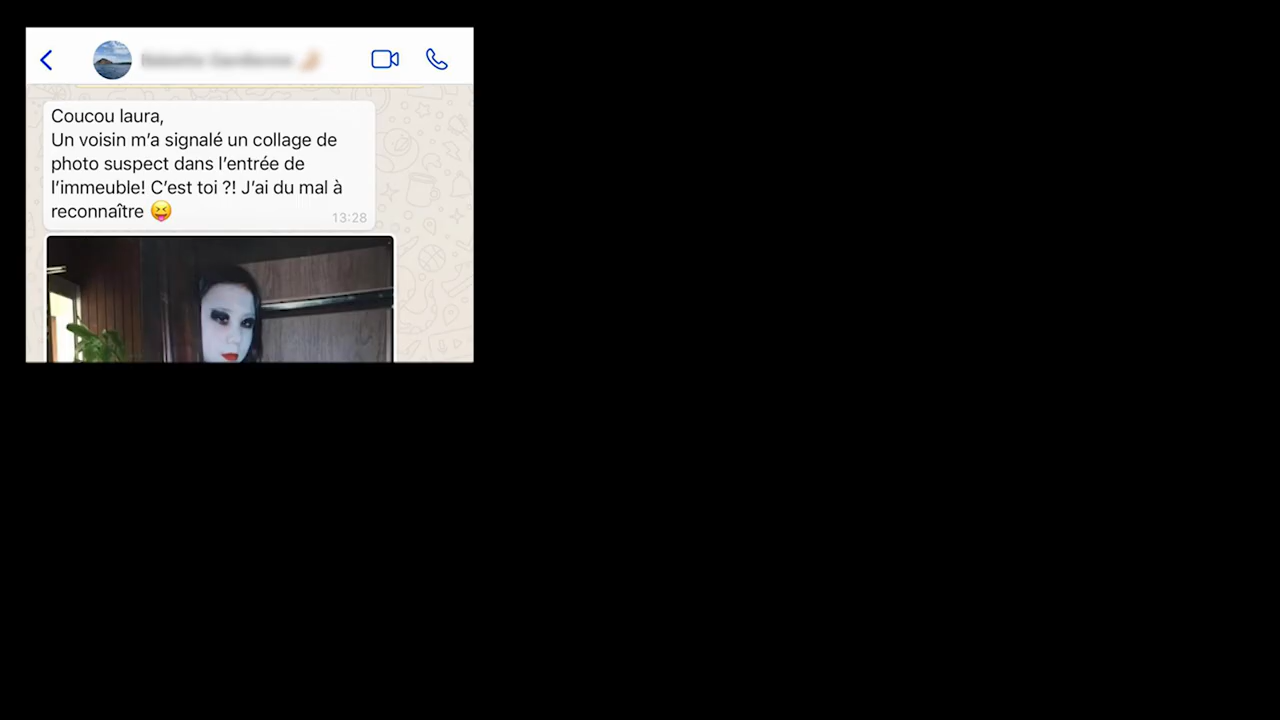 Coucou laura,
Un voisin m’a signalé un collage de
photo suspect dans l’entrée de
l’immeuble! C’est toi ?! J’ai du mal à
reconnaître 😝
13:28